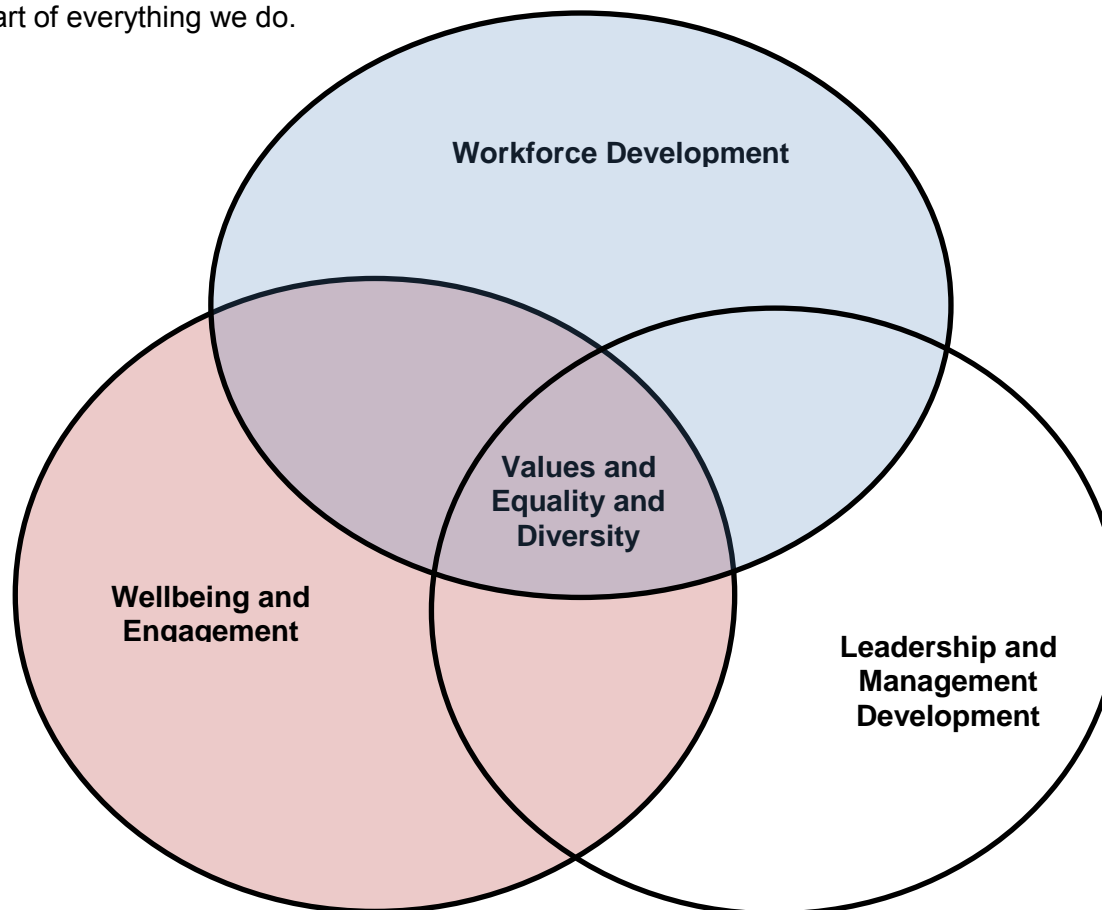 art of everything we do.
Workforce Development
Values and
Equality and
Diversity
Wellbeing and
Engagement
Leadership and
Management
Development